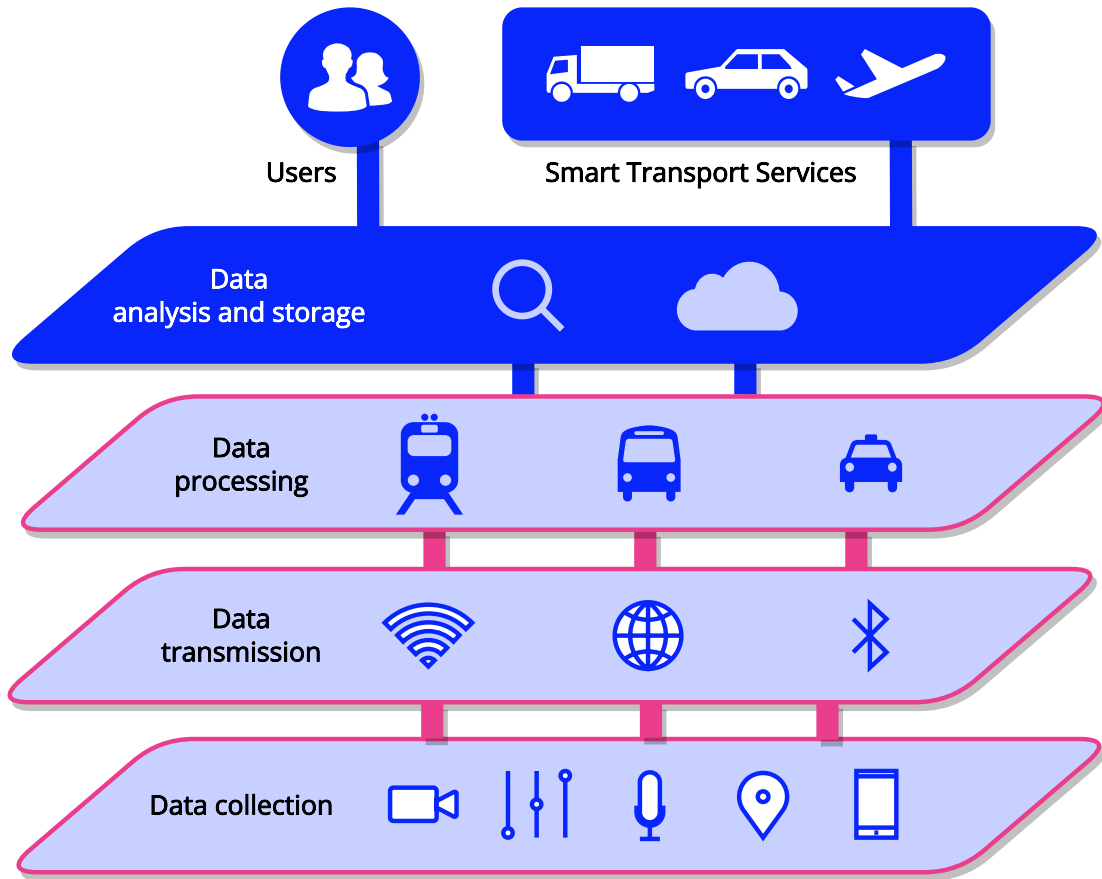 Users
Smart Transport Services
Data
analysis and storage
Data
processing
Data
transmission
Data collection